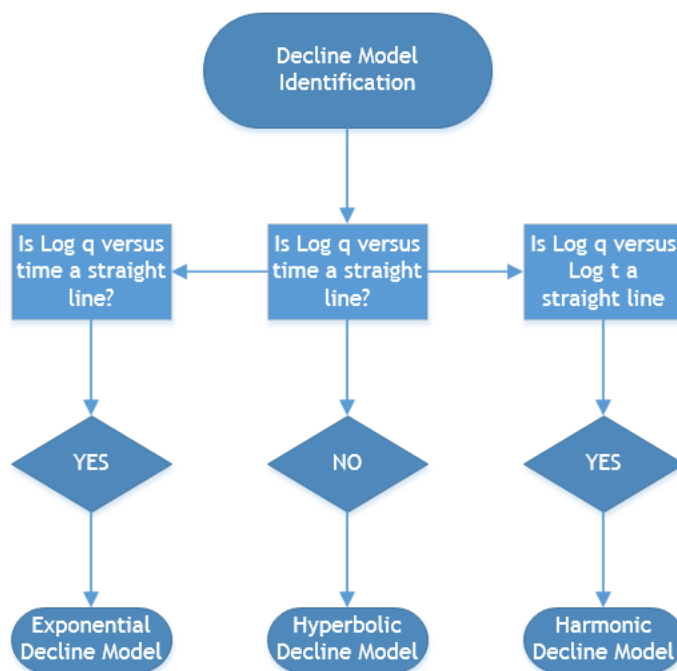 Decline Model
Identification
Is Log q versus
time a straight
line?
Is Log q versus
time a straight
line?
Is Log q versus
Log t a
straight line
YES
NO
YES
Exponential
Decline Model
Hyperbolic
Decline Model
Harmonic
Decline Model